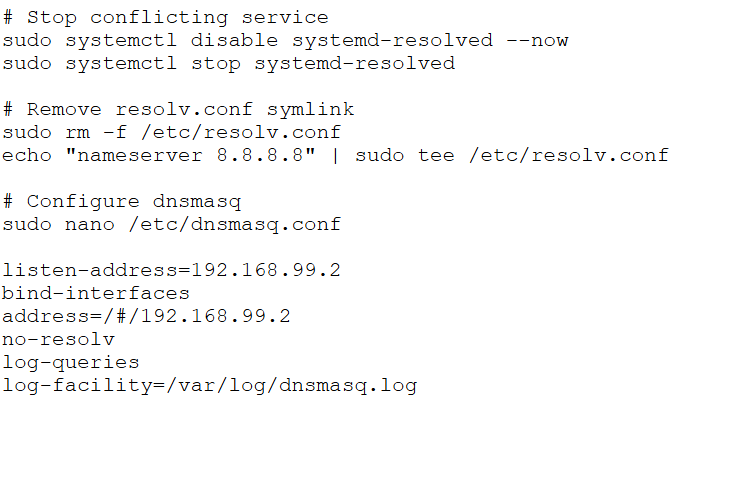 # Stop conflicting service
sudo systemctl disable systemd-resolved --now
sudo systemctl stop systemd-resolved
# Remove resolv.conf symlink
sudo rm -f /etc/resolv.conf
echo "nameserver 8.8.8.8" | sudo tee /etc/resolv.conf
# Configure dnsmasq
sudo nano /etc/dnsmasq.conf
listen-address=192.168.99.2
bind-interfaces
address=/#/192.168.99.2
no-resolv
log-queries
log-facility=/var/log/dnsmasq.log